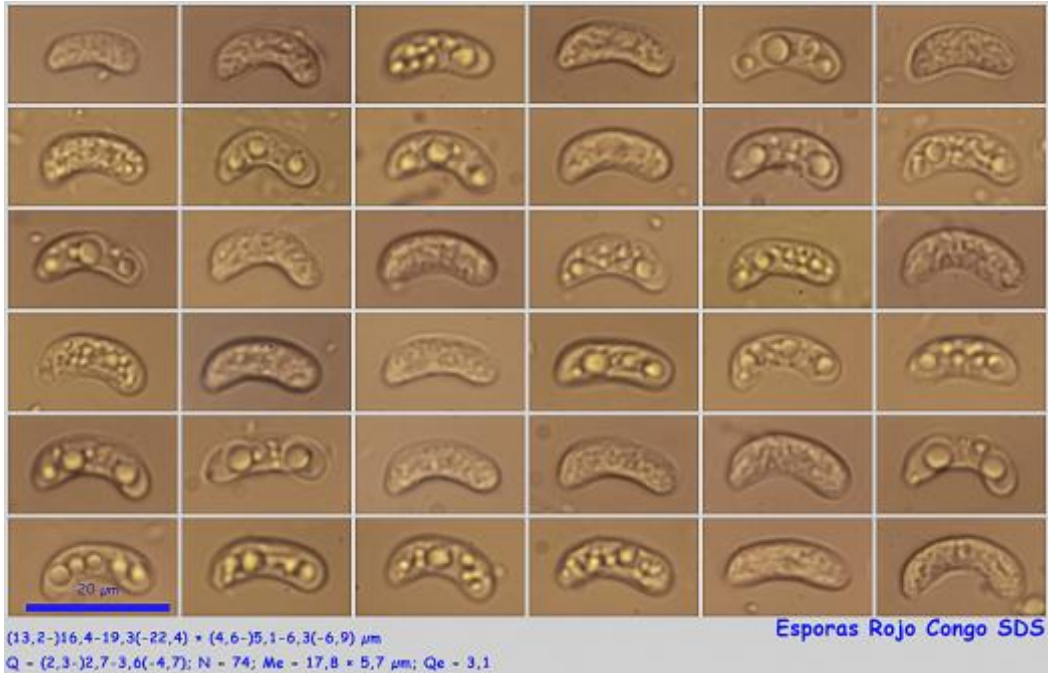 20 µm
Esporas Rojo Congo SDS
(13,2-)16,4-19,3(-22,4) × (4,6-)5,1-6,3(-6,9) µm
Q = (2,3-)2,7-3,6(-4,7); N = 74; Me = 17,8 × 5,7 µm; Qe = 3,1